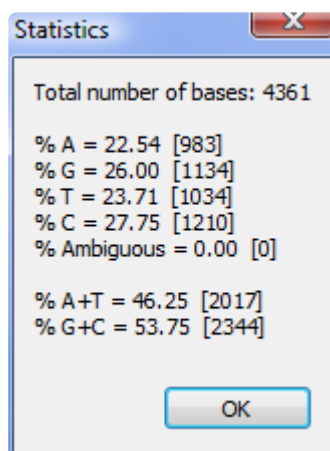 Statistics
X
Total number of bases: 4361
% A = 22.54 [983]
% G = 26.00 [1134]
% T = 23.71 [1034]
% C = 27.75 [1210]
% Ambiguous = 0.00 [0]
% A+T = 46.25 [2017]
% G+C = 53.75 [2344]
OK